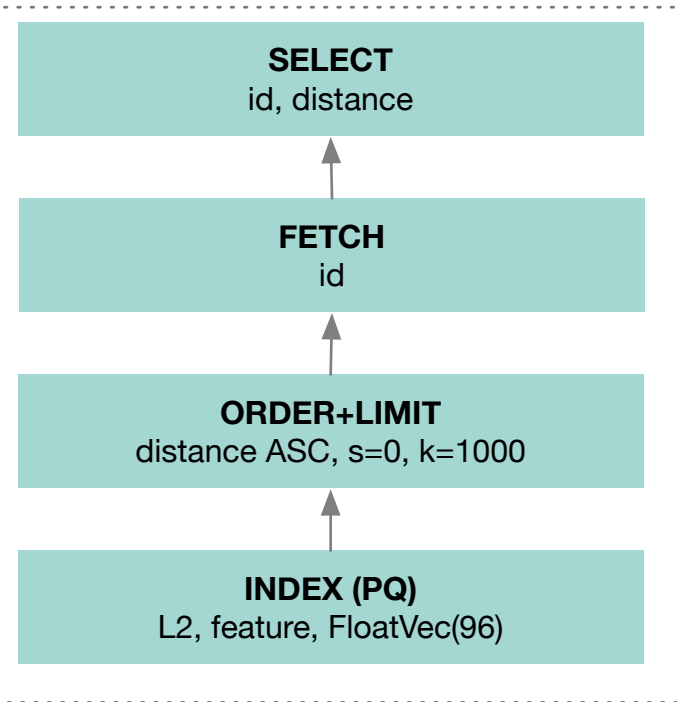 SELECT
id, distance
FETCH
id
ORDER+LIMIT
distance ASC, s=0, k=1000
INDEX (PQ)
L2, feature, FloatVec(96)